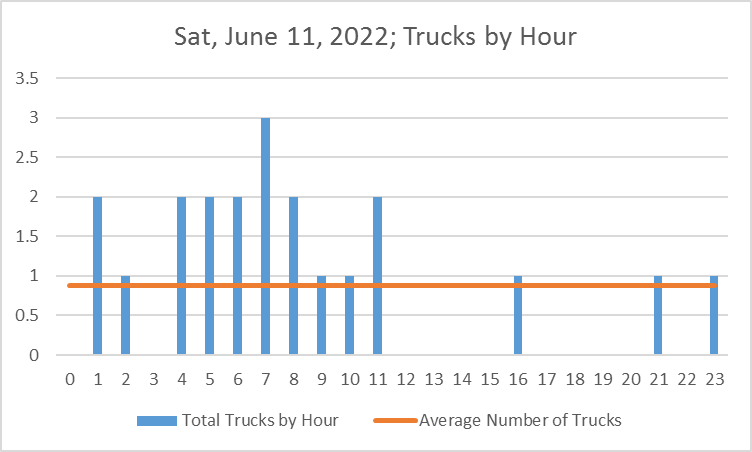 Sat, June 11, 2022; Trucks by Hour
3.5
3
2.5
2
1.5
1
0.5
0
0 1 2 3 4 5 6 7 8 9 10 11 12 13 14 15 16 17 18 19 20 21 22 23
Total Trucks by Hour Average Number of Trucks